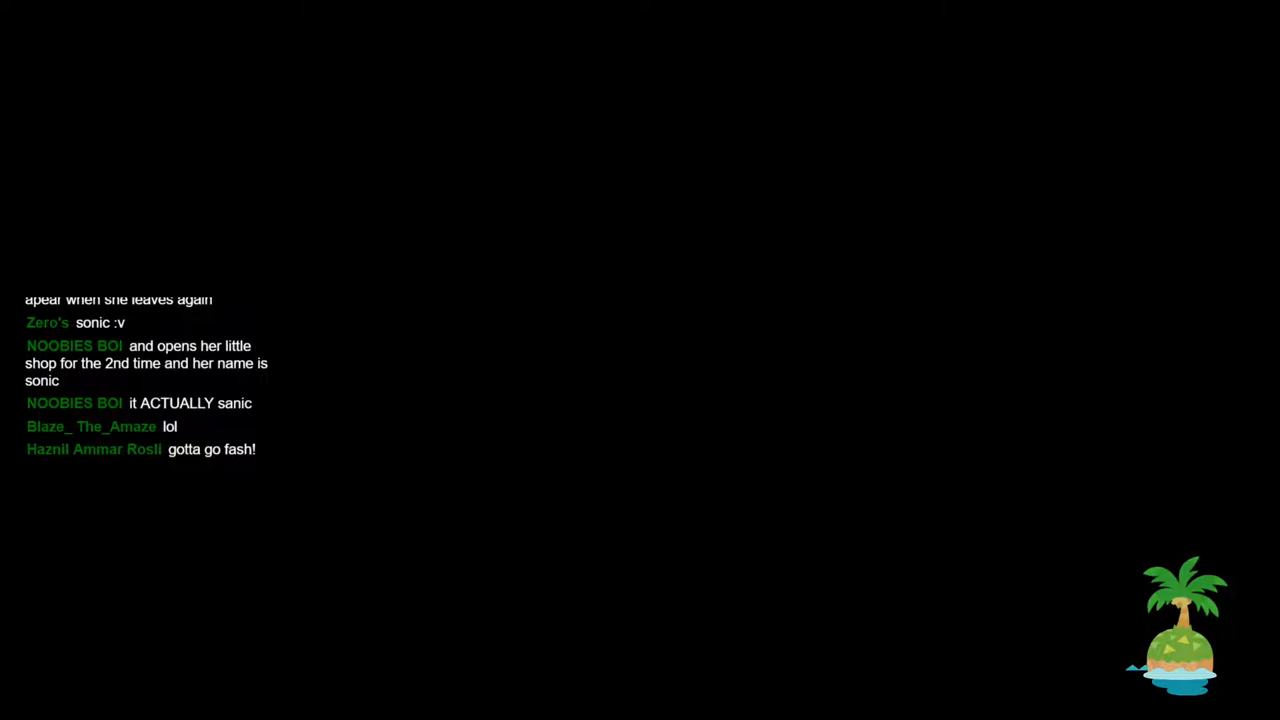 apear when she leaves again
Zero's sonic :v
NOOBIES BOI and opens her little
shop for the 2nd time and her name is
sonic
NOOBIES BOI it ACTUALLY sanic
Blaze_ The_Amaze lol
Haznil Ammar Rosli gotta go fash!